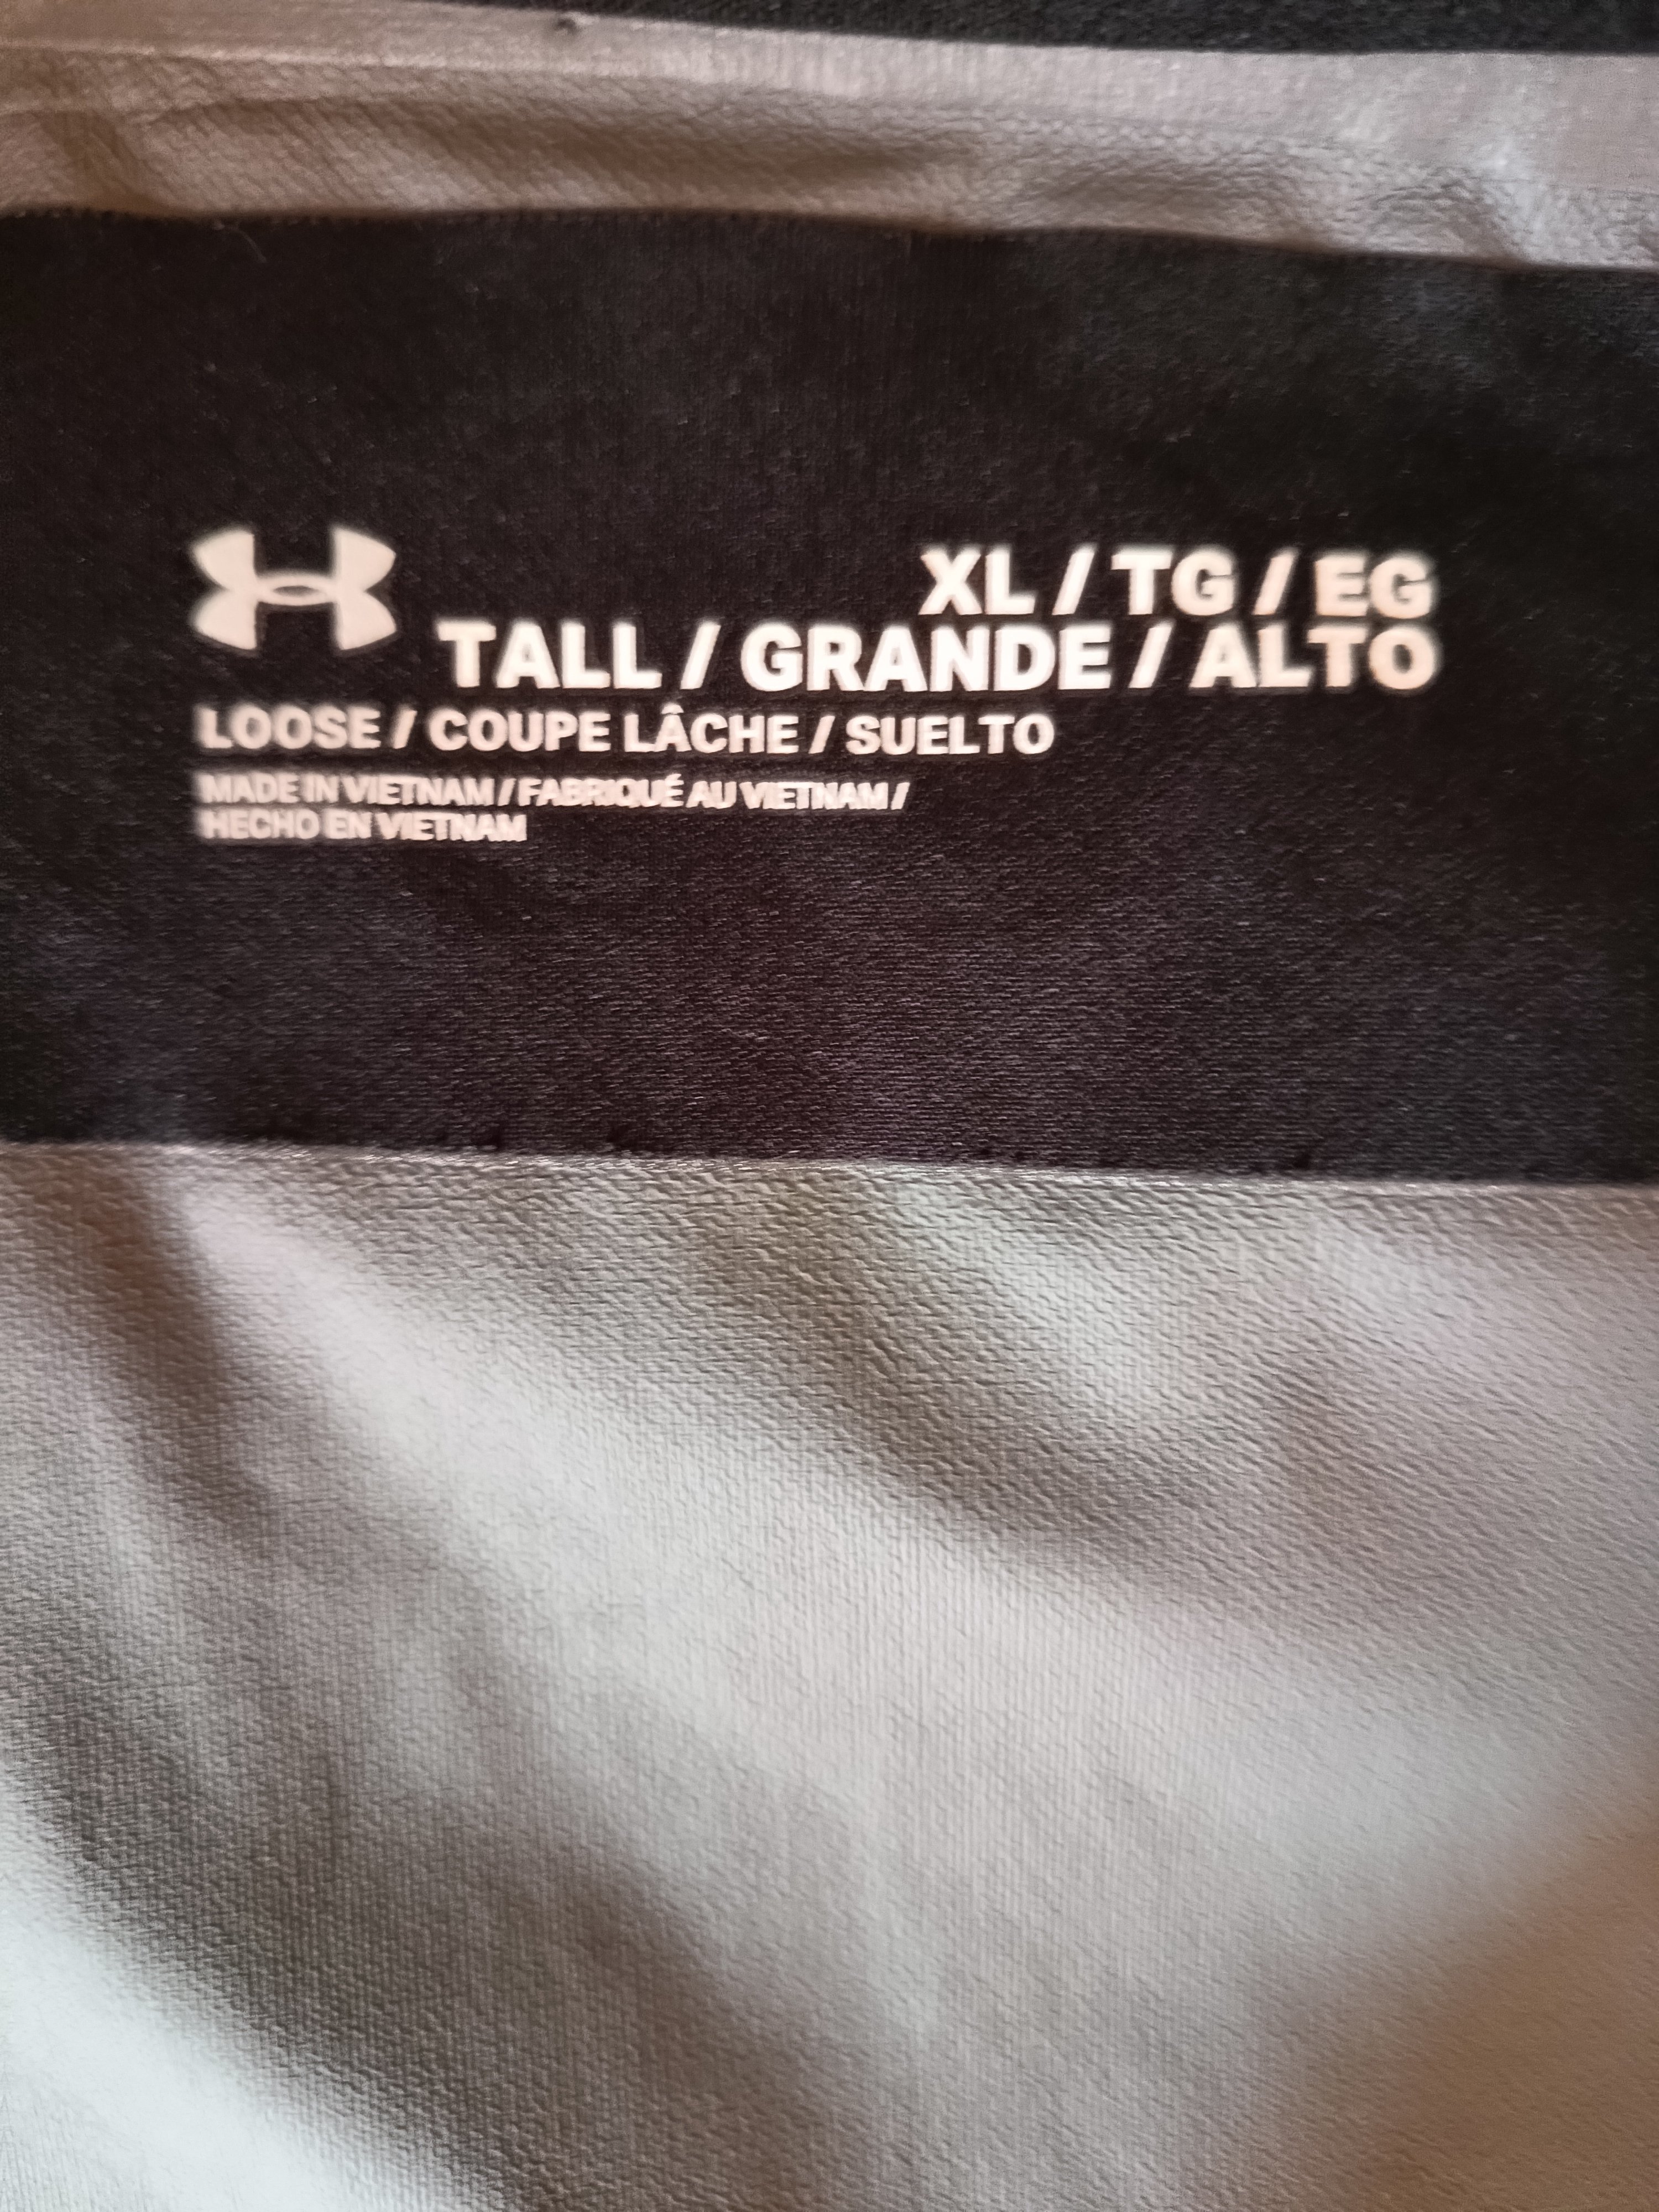 XL / TG / EG
TALL / GRANDE / ALTO
LOOSE / COUPE LÂCHE / SUELTO
MADE IN VIETNAM / FABRIQUÉ AU VIETNAM /
HECHO EN VIETNAM